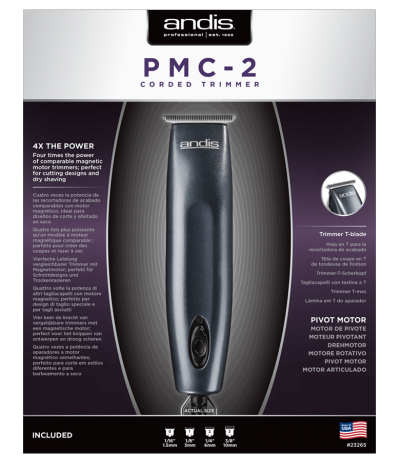 andis
professional | est. 1922
PMC-2
CORDED TRIMMER
4X THE POWER
Four times the power
of comparable magnetic
motor trimmers; perfect
for cutting designs and
dry shaving
Cuatro veces la potencia de
las recortadoras de acabado
comparables con motor
magnético; ideal para
diseños de corte y afeitado
en seco
Quatre fois plus puissante
qu'un modèle à moteur
magnétique comparable ;
parfaite pour créer des
coupes et raser à sec
Vierfache Leistung
vergleichbarer Trimmer mit
Magnetmotor; perfekt für
Schnittdesigns und
Trockenrasieren
Quattro volte la potenza di
altri tagliacapelli con motore
magnetico; perfetta per
design di taglio speciale e
per tagli asciutti
Vier keer de kracht van
vergelijkbare trimmers met
een magnetische motor;
perfect voor het knippen van
ontwerpen en droog scheren
Quatro vezes a potência de
aparadores a motor
magnético semelhantes;
perfeito para corte em estilos
diferentes e para
barbeamento a seco
andis
Trimmer T-blade
Hoja en T para la
recortadora de acabado
Tête de coupe en T
de tondeuse de finition
Trimmer-T-Scherkopf
Tagliacapelli con testina a T
Trimmer T-mes
Lâmina em T do aparador
PIVOT MOTOR
MOTOR DE PIVOTE
MOTEUR PIVOTANT
DREHMOTOR
MOTORE ROTATIVO
PIVOT MOTOR
MOTOR ARTICULADO
ACTUAL SIZE
INCLUDED
1/16" 1/8" 1/4" 3/8"
1.5mm 3mm 6mm 10mm
USA
#23265